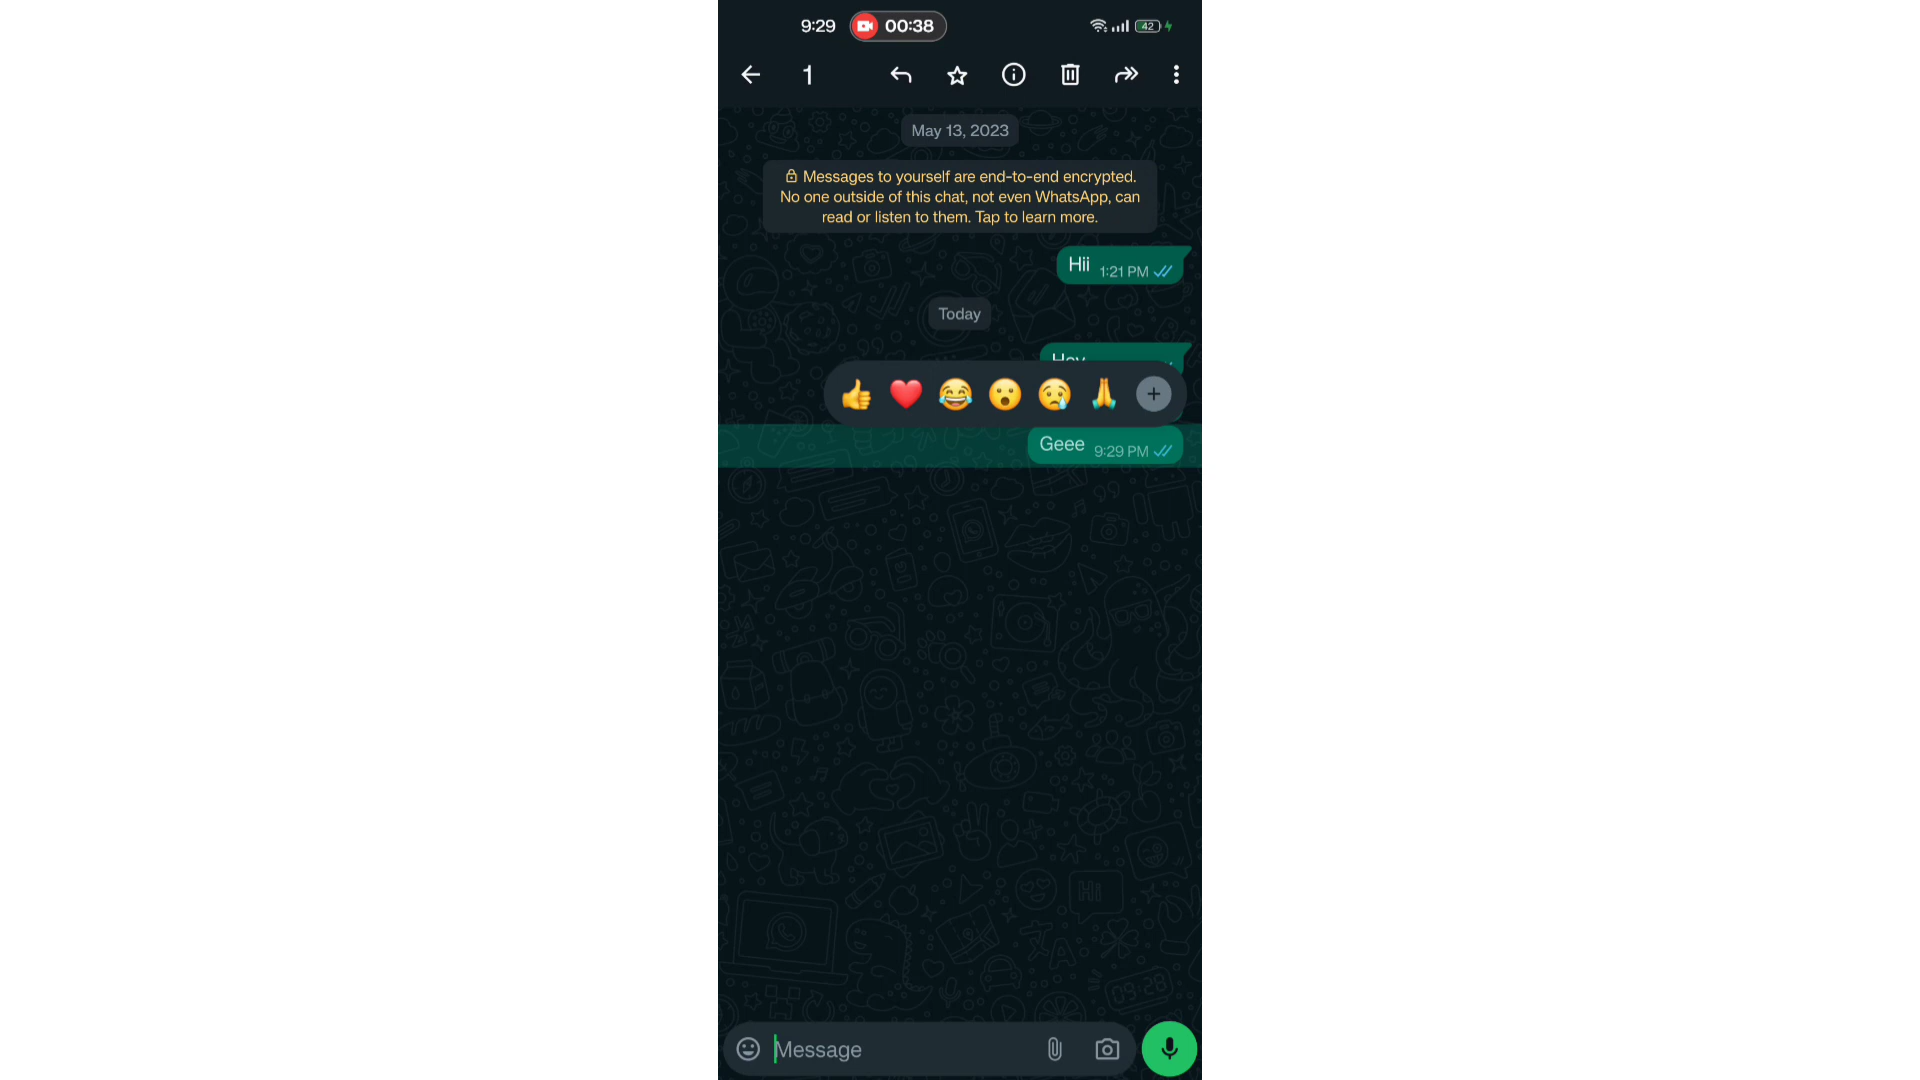 9:29 00:38 42
1
May 13, 2023
Messages to yourself are end-to-end encrypted.
No one outside of this chat, not even WhatsApp, can
read or listen to them. Tap to learn more.
Hii 1:21 PM
Today
Hey
Geee 9:29 PM
Message